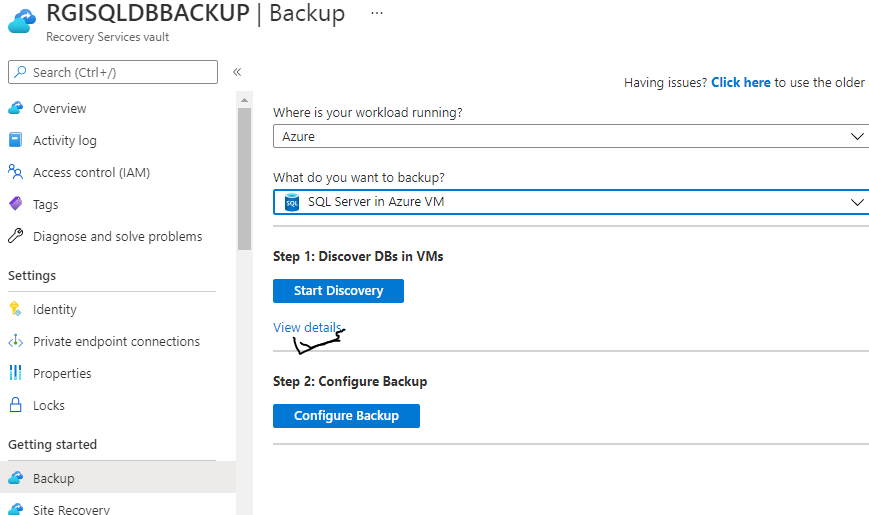 RGISQLDBBACKUP | Backup ...
Recovery Services vault
Search (Ctrl+/)
«
Overview
Activity log
Access control (IAM)
Tags
Diagnose and solve problems
Settings
Identity
Private endpoint connections
Properties
Locks
Getting started
Backup
Site Recovery
Having issues? Click here to use the older
Where is your workload running?
Azure
What do you want to backup?
SQL SQL Server in Azure VM
Step 1: Discover DBs in VMs
Start Discovery
View details
Step 2: Configure Backup
Configure Backup